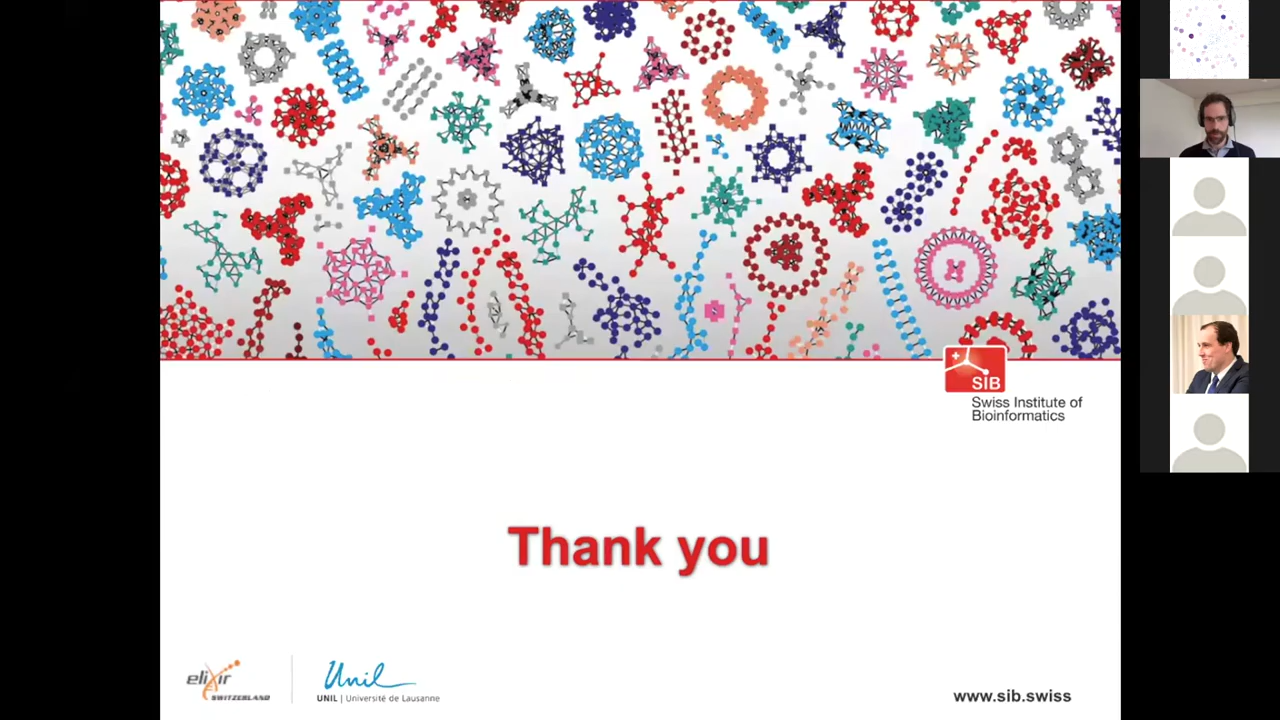 SIB
Swiss Institute of
Bioinformatics
Thank you
elixir
SWITZERLAND
Unil
UNIL | Université de Lausanne
www.sib.swiss